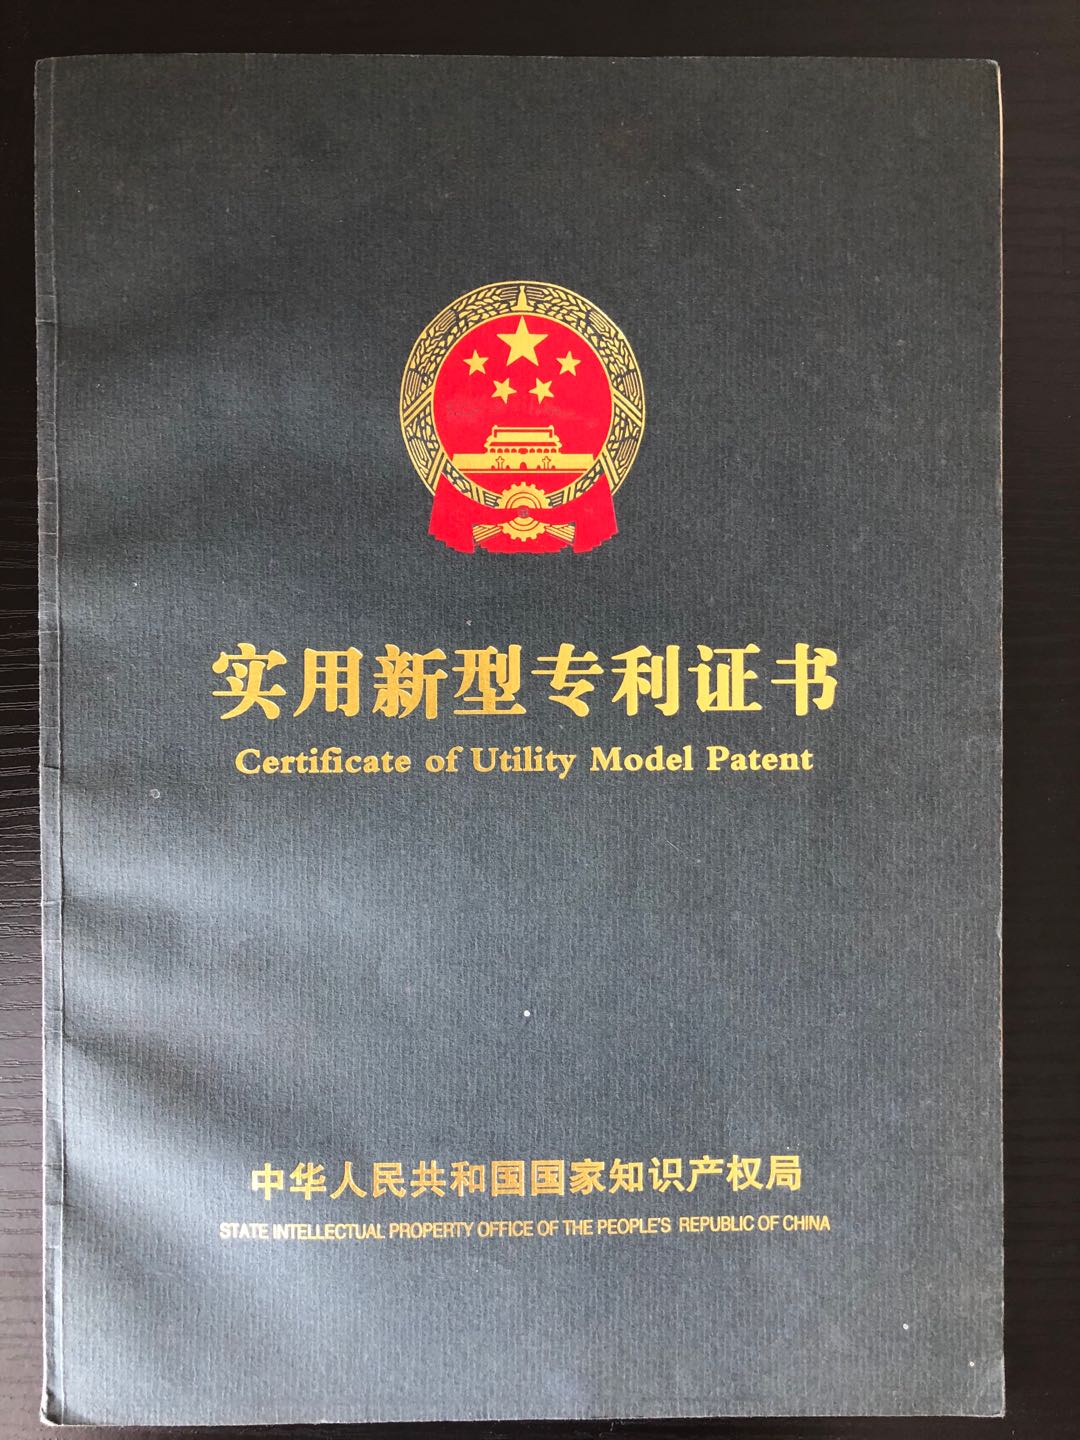 实用新型专利证书
Certificate of Utility Model Patent
中华人民共和国国家知识产权局
STATE INTELLECTUAL PROPERTY OFFICE OF THE PEOPLE'S REPUBLIC OF CHINA